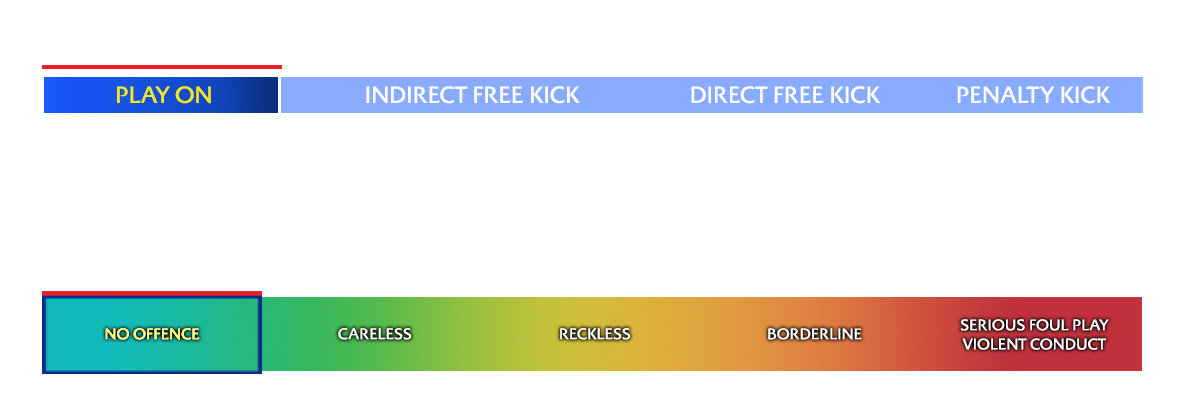 PLAY ON INDIRECT FREE KICK DIRECT FREE KICK PENALTY KICK
NO OFFENCE CARELESS RECKLESS BORDERLINE SERIOUS FOUL PLAY
VIOLENT CONDUCT